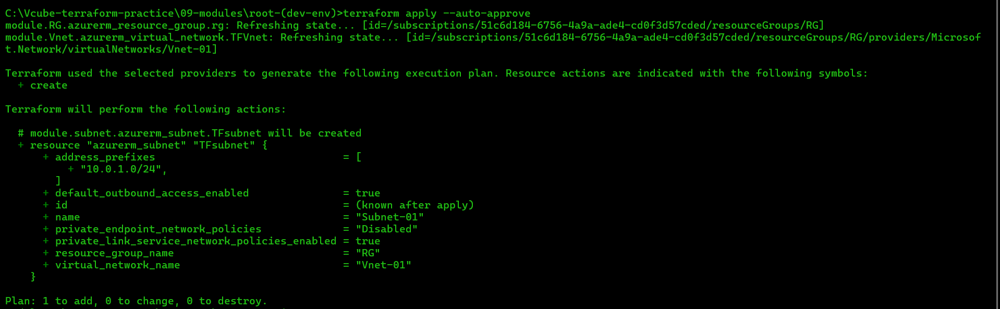 C:\Vcube-terraform-practice\09-modules\root-(dev-env)>terraform apply --auto-approve
module.RG.azurerm_resource_group.rg: Refreshing state... [id=/subscriptions/51c6d184-6756-4a9a-ade4-cd0f3d57cded/resourceGroups/RG]
module.Vnet.azurerm_virtual_network.TFVnet: Refreshing state... [id=/subscriptions/51c6d184-6756-4a9a-ade4-cd0f3d57cded/resourceGroups/RG/providers/Microsof
t.Network/virtualNetworks/Vnet-01]
Terraform used the selected providers to generate the following execution plan. Resource actions are indicated with the following symbols:
+ create
Terraform will perform the following actions:
# module.subnet.azurerm_subnet.TFsubnet will be created
+ resource "azurerm_subnet" "TFsubnet" {
+ address_prefixes = [
+ "10.0.1.0/24",
]
+ default_outbound_access_enabled = true
+ id = (known after apply)
+ name = "Subnet-01"
+ private_endpoint_network_policies = "Disabled"
+ private_link_service_network_policies_enabled = true
+ resource_group_name = "RG"
+ virtual_network_name = "Vnet-01"
}
Plan: 1 to add, 0 to change, 0 to destroy.